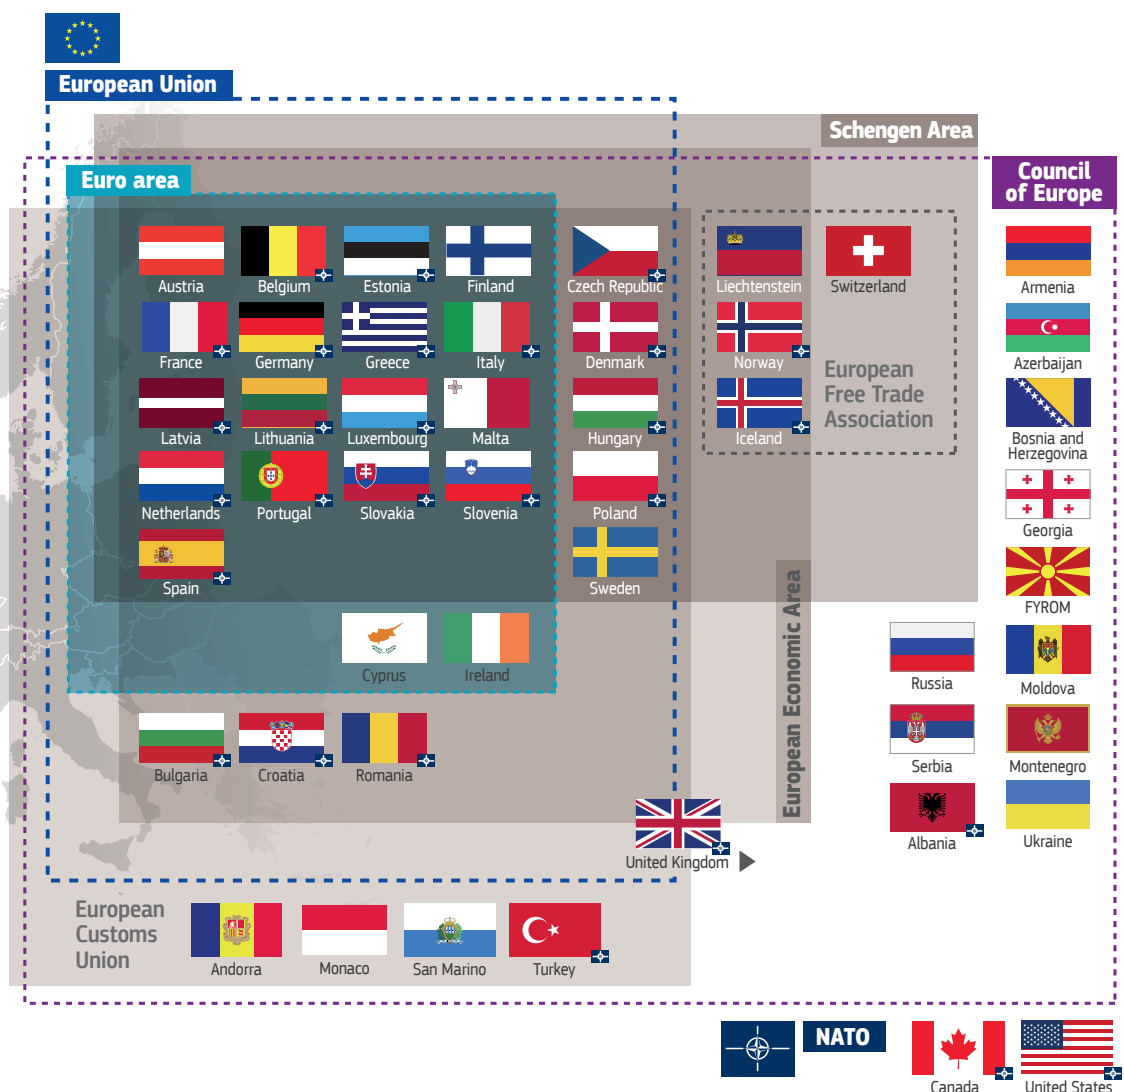 European Union
Schengen Area
Euro area
Council
of Europe
Austria
Belgium
Estonia
Finland
Czech Republic
Liechtenstein
Switzerland
Armenia
France
Germany
Greece
Italy
Denmark
Norway
European
Free Trade
Association
Azerbaijan
Latvia
Lithuania
Luxembourg
Malta
Hungary
Iceland
Bosnia and
Herzegovina
Netherlands
Portugal
Slovakia
Slovenia
Poland
Georgia
Spain
Sweden
European Economic Area
FYROM
Cyprus
Ireland
Russia
Moldova
Bulgaria
Croatia
Romania
Serbia
Montenegro
United Kingdom
Albania
Ukraine
European
Customs
Union
Andorra
Monaco
San Marino
Turkey
NATO
Canada
United States